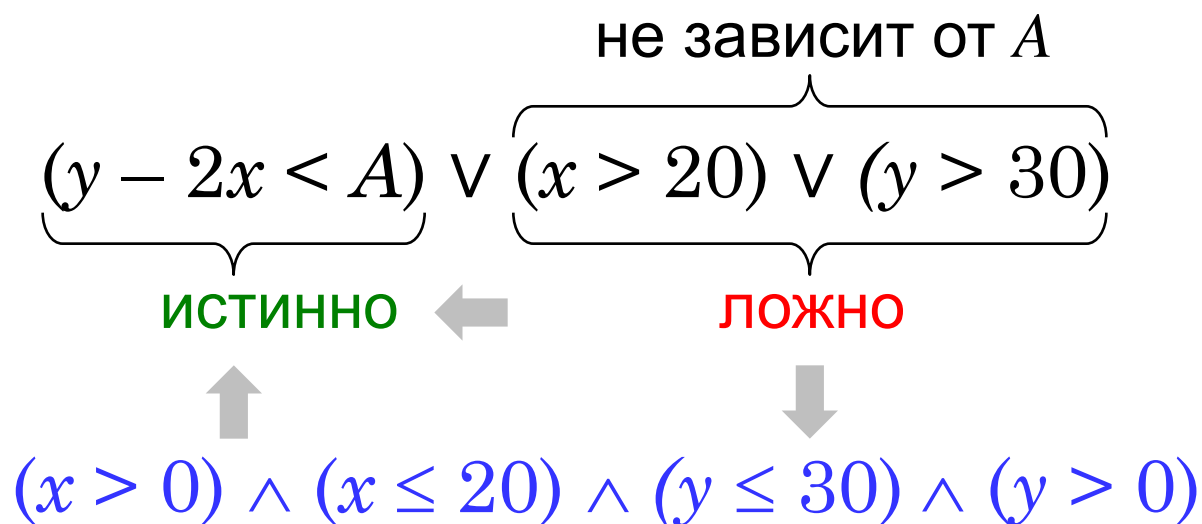 не зависит от A
(y – 2x < A) ∨ (x > 20) ∨ (y > 30)
истинно ложно
(x > 0) ∧ (x ≤ 20) ∧ (y ≤ 30) ∧ (y > 0)